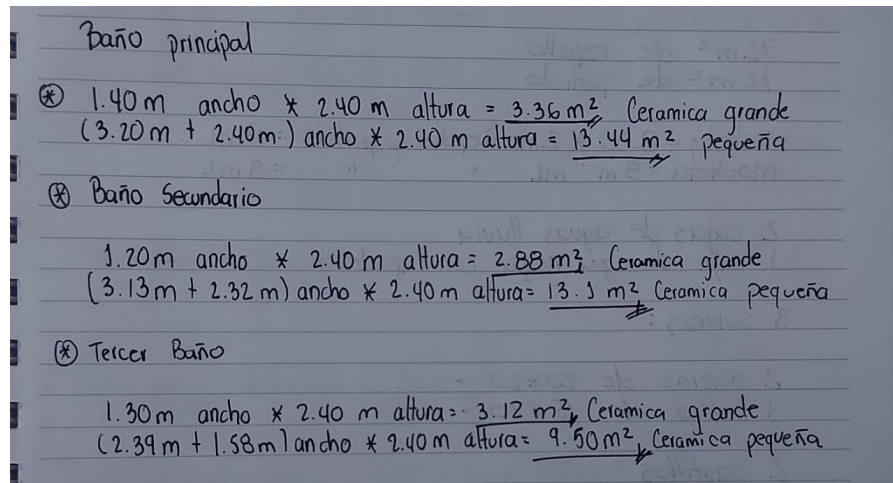 Baño principal
⊛ 1.40 m ancho * 2.40 m altura = 3.36 m², Ceramica grande
(3.20 m + 2.40 m.) ancho * 2.40 m altura = 13.44 m² pequeña
⊛ Baño Secundario
1.20 m ancho * 2.40 m altura = 2.88 m², Ceramica grande
(3.13 m + 2.32 m) ancho * 2.40 m altura = 13.1 m², Ceramica pequeña
⊛ Tercer Baño
1.30 m ancho * 2.40 m altura = 3.12 m², Ceramica grande
(2.39 m + 1.58 m) ancho * 2.40 m altura = 9.50 m², Ceramica pequeña